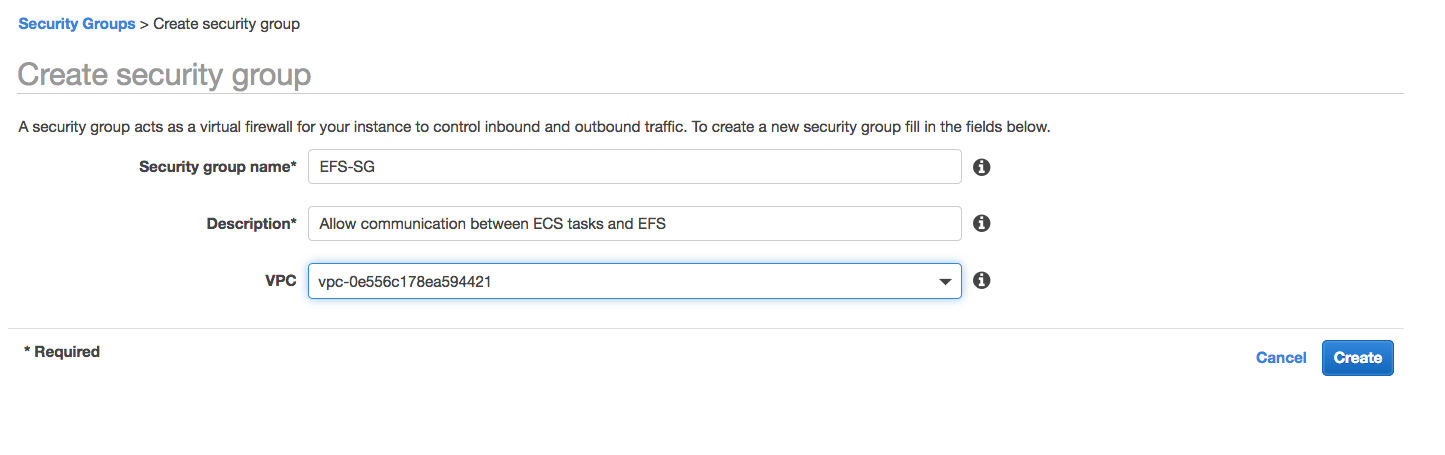 Security Groups > Create security group
Create security group
A security group acts as a virtual firewall for your instance to control inbound and outbound traffic. To create a new security group fill in the fields below.
Security group name* EFS-SG
Description* Allow communication between ECS tasks and EFS
VPC vpc-0e556c178ea594421
* Required
Cancel Create